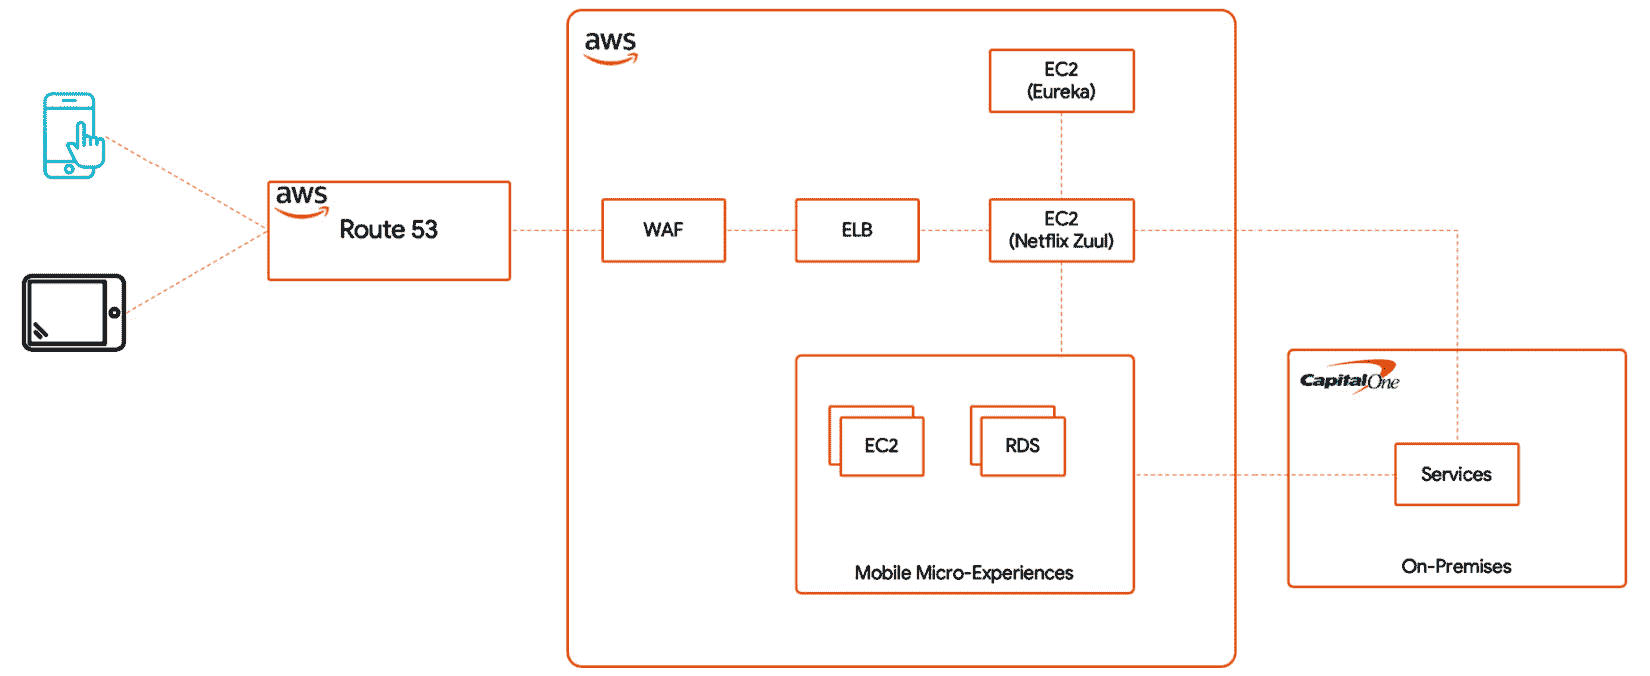 aws
EC2
(Eureka)
aws
Route 53
WAF
ELB
EC2
(Netflix Zuul)
EC2
RDS
Mobile Micro-Experiences
CapitalOne
Services
On-Premises